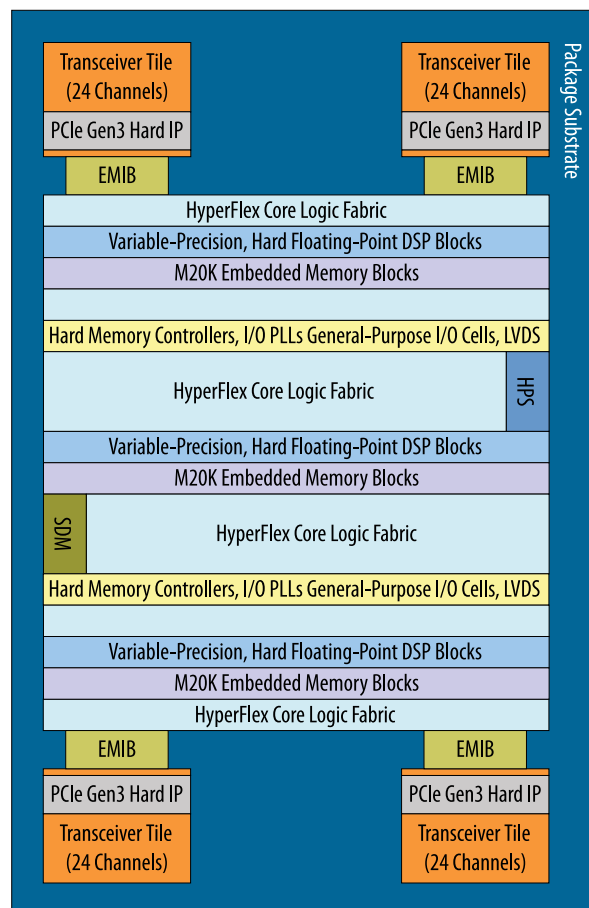 Transceiver Tile
(24 Channels)
PCIe Gen3 Hard IP
EMIB
Transceiver Tile
(24 Channels)
PCIe Gen3 Hard IP
EMIB
Package Substrate
HyperFlex Core Logic Fabric
Variable-Precision, Hard Floating-Point DSP Blocks
M20K Embedded Memory Blocks
Hard Memory Controllers, I/O PLLs General-Purpose I/O Cells, LVDS
HyperFlex Core Logic Fabric
HPS
Variable-Precision, Hard Floating-Point DSP Blocks
M20K Embedded Memory Blocks
SDM
HyperFlex Core Logic Fabric
Hard Memory Controllers, I/O PLLs General-Purpose I/O Cells, LVDS
Variable-Precision, Hard Floating-Point DSP Blocks
M20K Embedded Memory Blocks
HyperFlex Core Logic Fabric
EMIB
PCIe Gen3 Hard IP
Transceiver Tile
(24 Channels)
EMIB
PCIe Gen3 Hard IP
Transceiver Tile
(24 Channels)